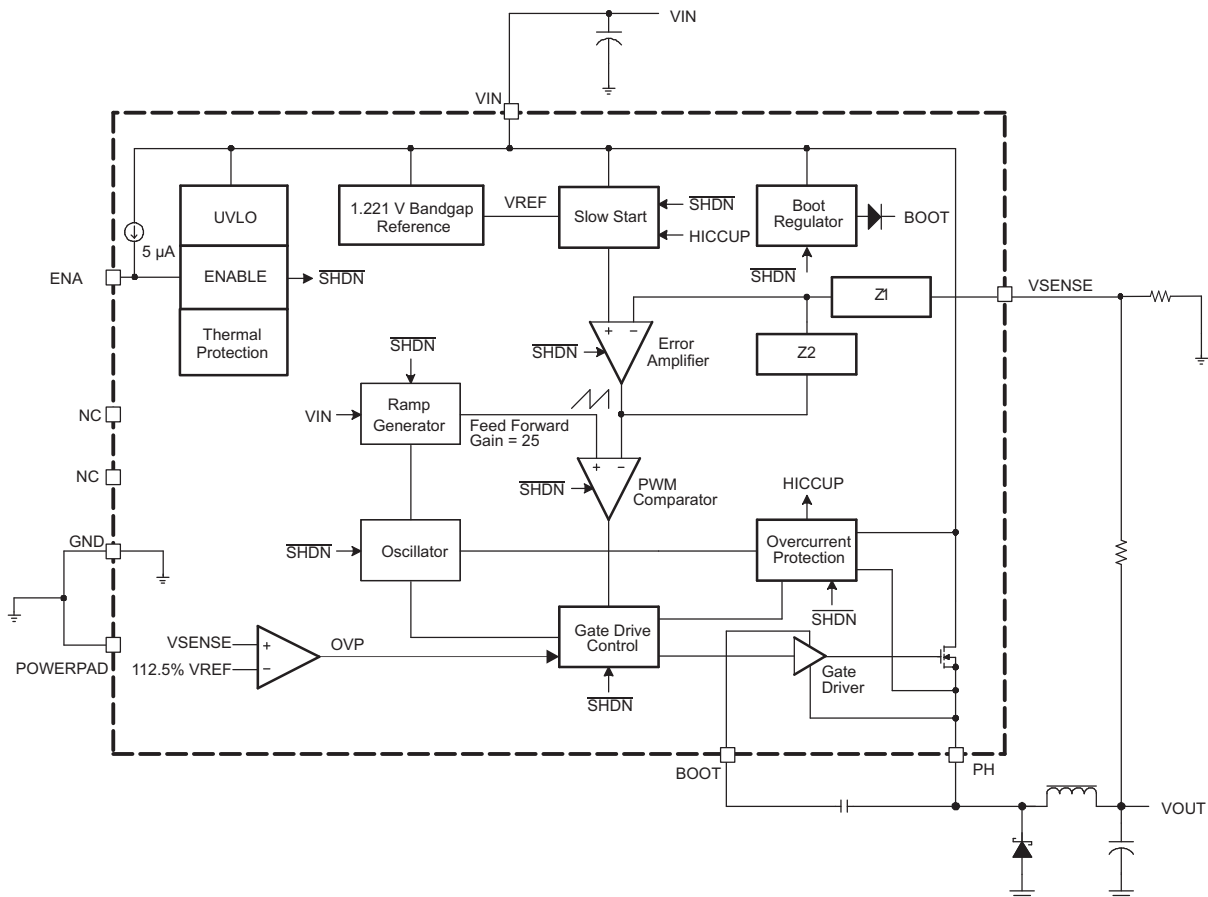 VIN
VIN
UVLO
1.221 V Bandgap
Reference
VREF
Slow Start
SHDN
HICCUP
Boot
Regulator
BOOT
5 µA
ENA
ENABLE
SHDN
SHDN
VSENSE
Z1
Thermal
Protection
SHDN
SHDN
Error
Amplifier
Z2
+ −
NC
VIN
Ramp
Generator
Feed Forward
Gain = 25
+ −
NC
SHDN
PWM
Comparator
HICCUP
GND
SHDN
Oscillator
Overcurrent
Protection
SHDN
VSENSE
+
OVP
Gate Drive
Control
POWERPAD
112.5% VREF
−
Gate
Driver
SHDN
BOOT
PH
VOUT